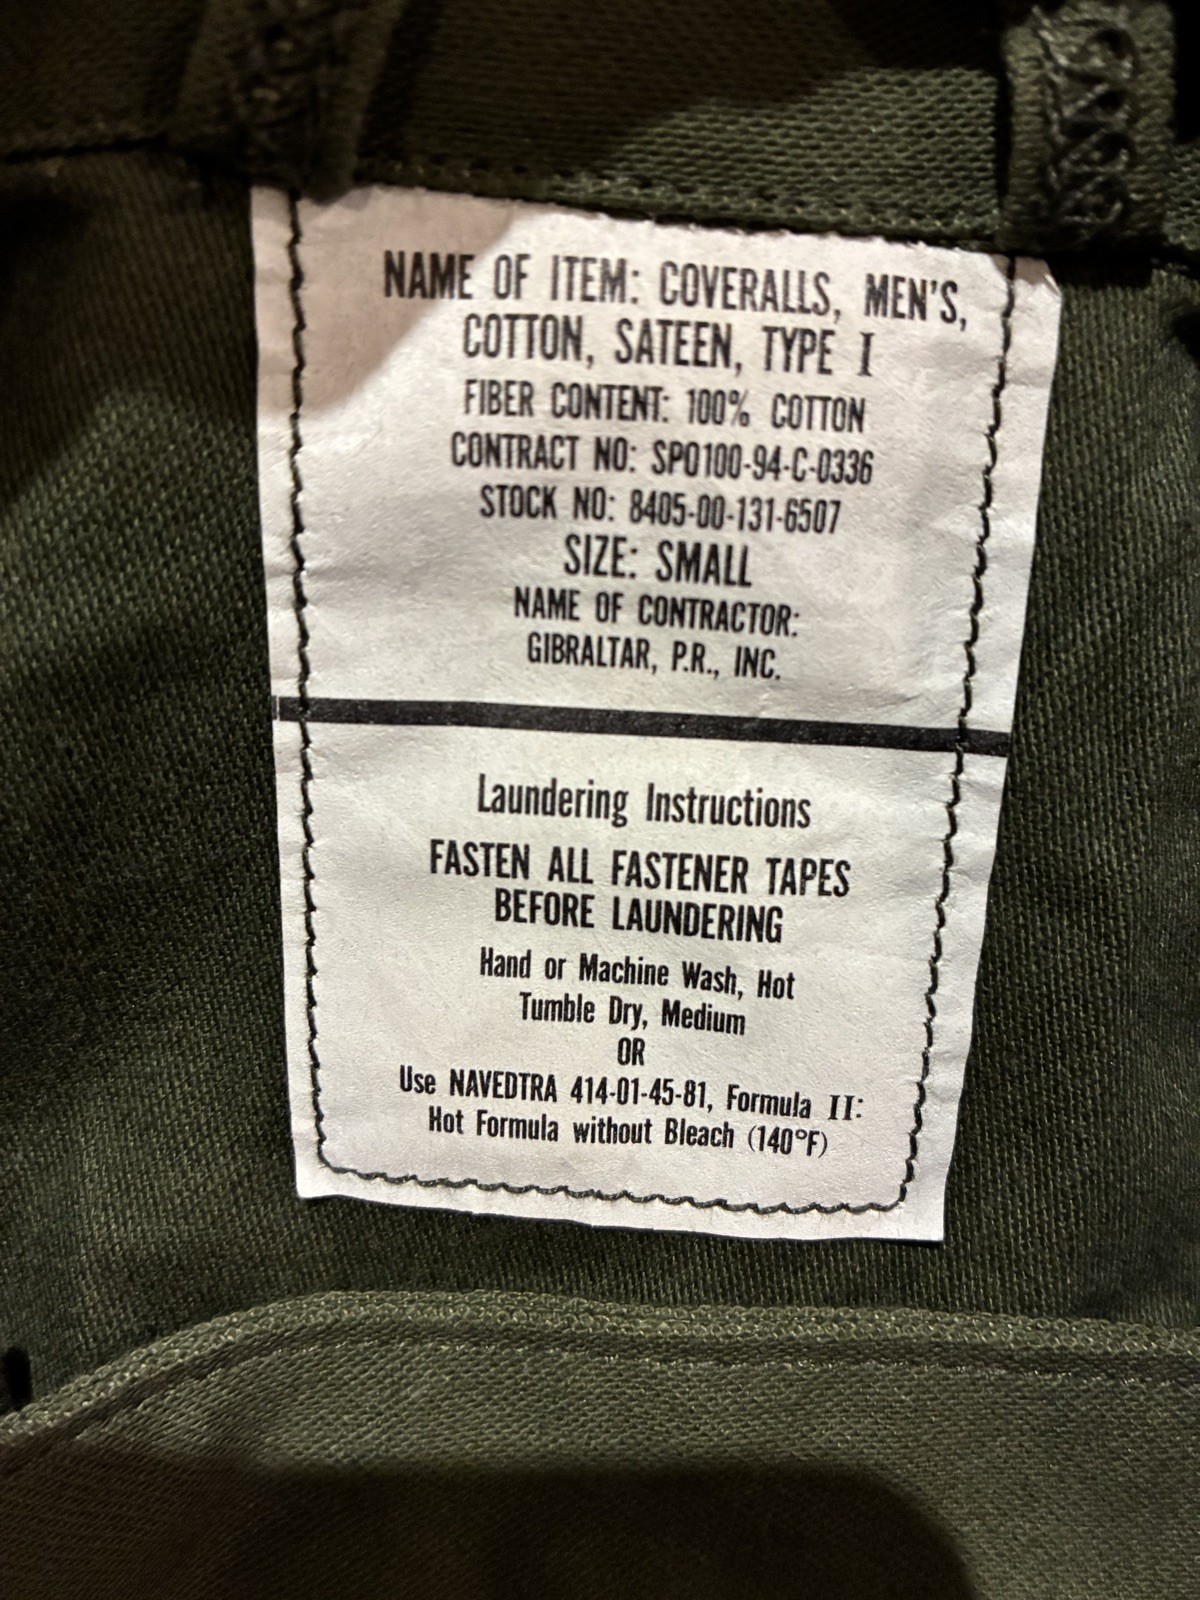 NAME OF ITEM: COVERALLS, MEN'S,
COTTON, SATEEN, TYPE I
FIBER CONTENT: 100% COTTON
CONTRACT NO: SPO100-94-C-0336
STOCK NO: 8405-00-131-6507
SIZE: SMALL
NAME OF CONTRACTOR:
GIBRALTAR, P.R., INC.
Laundering Instructions
FASTEN ALL FASTENER TAPES
BEFORE LAUNDERING
Hand or Machine Wash, Hot
Tumble Dry, Medium
OR
Use NAVEDTRA 414-01-45-81, Formula II:
Hot Formula without Bleach (140°F)